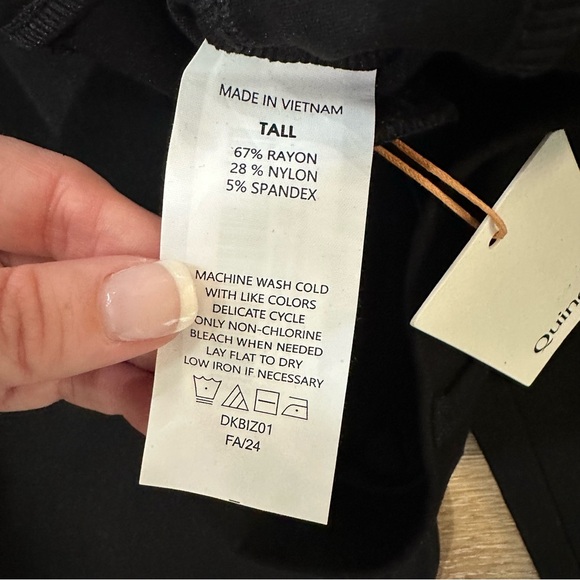 MADE IN VIETNAM
TALL
67% RAYON
28 % NYLON
5% SPANDEX
MACHINE WASH COLD
WITH LIKE COLORS
DELICATE CYCLE
ONLY NON-CHLORINE
BLEACH WHEN NEEDED
LAY FLAT TO DRY
LOW IRON IF NECESSARY
DKBIZ01
FA/24